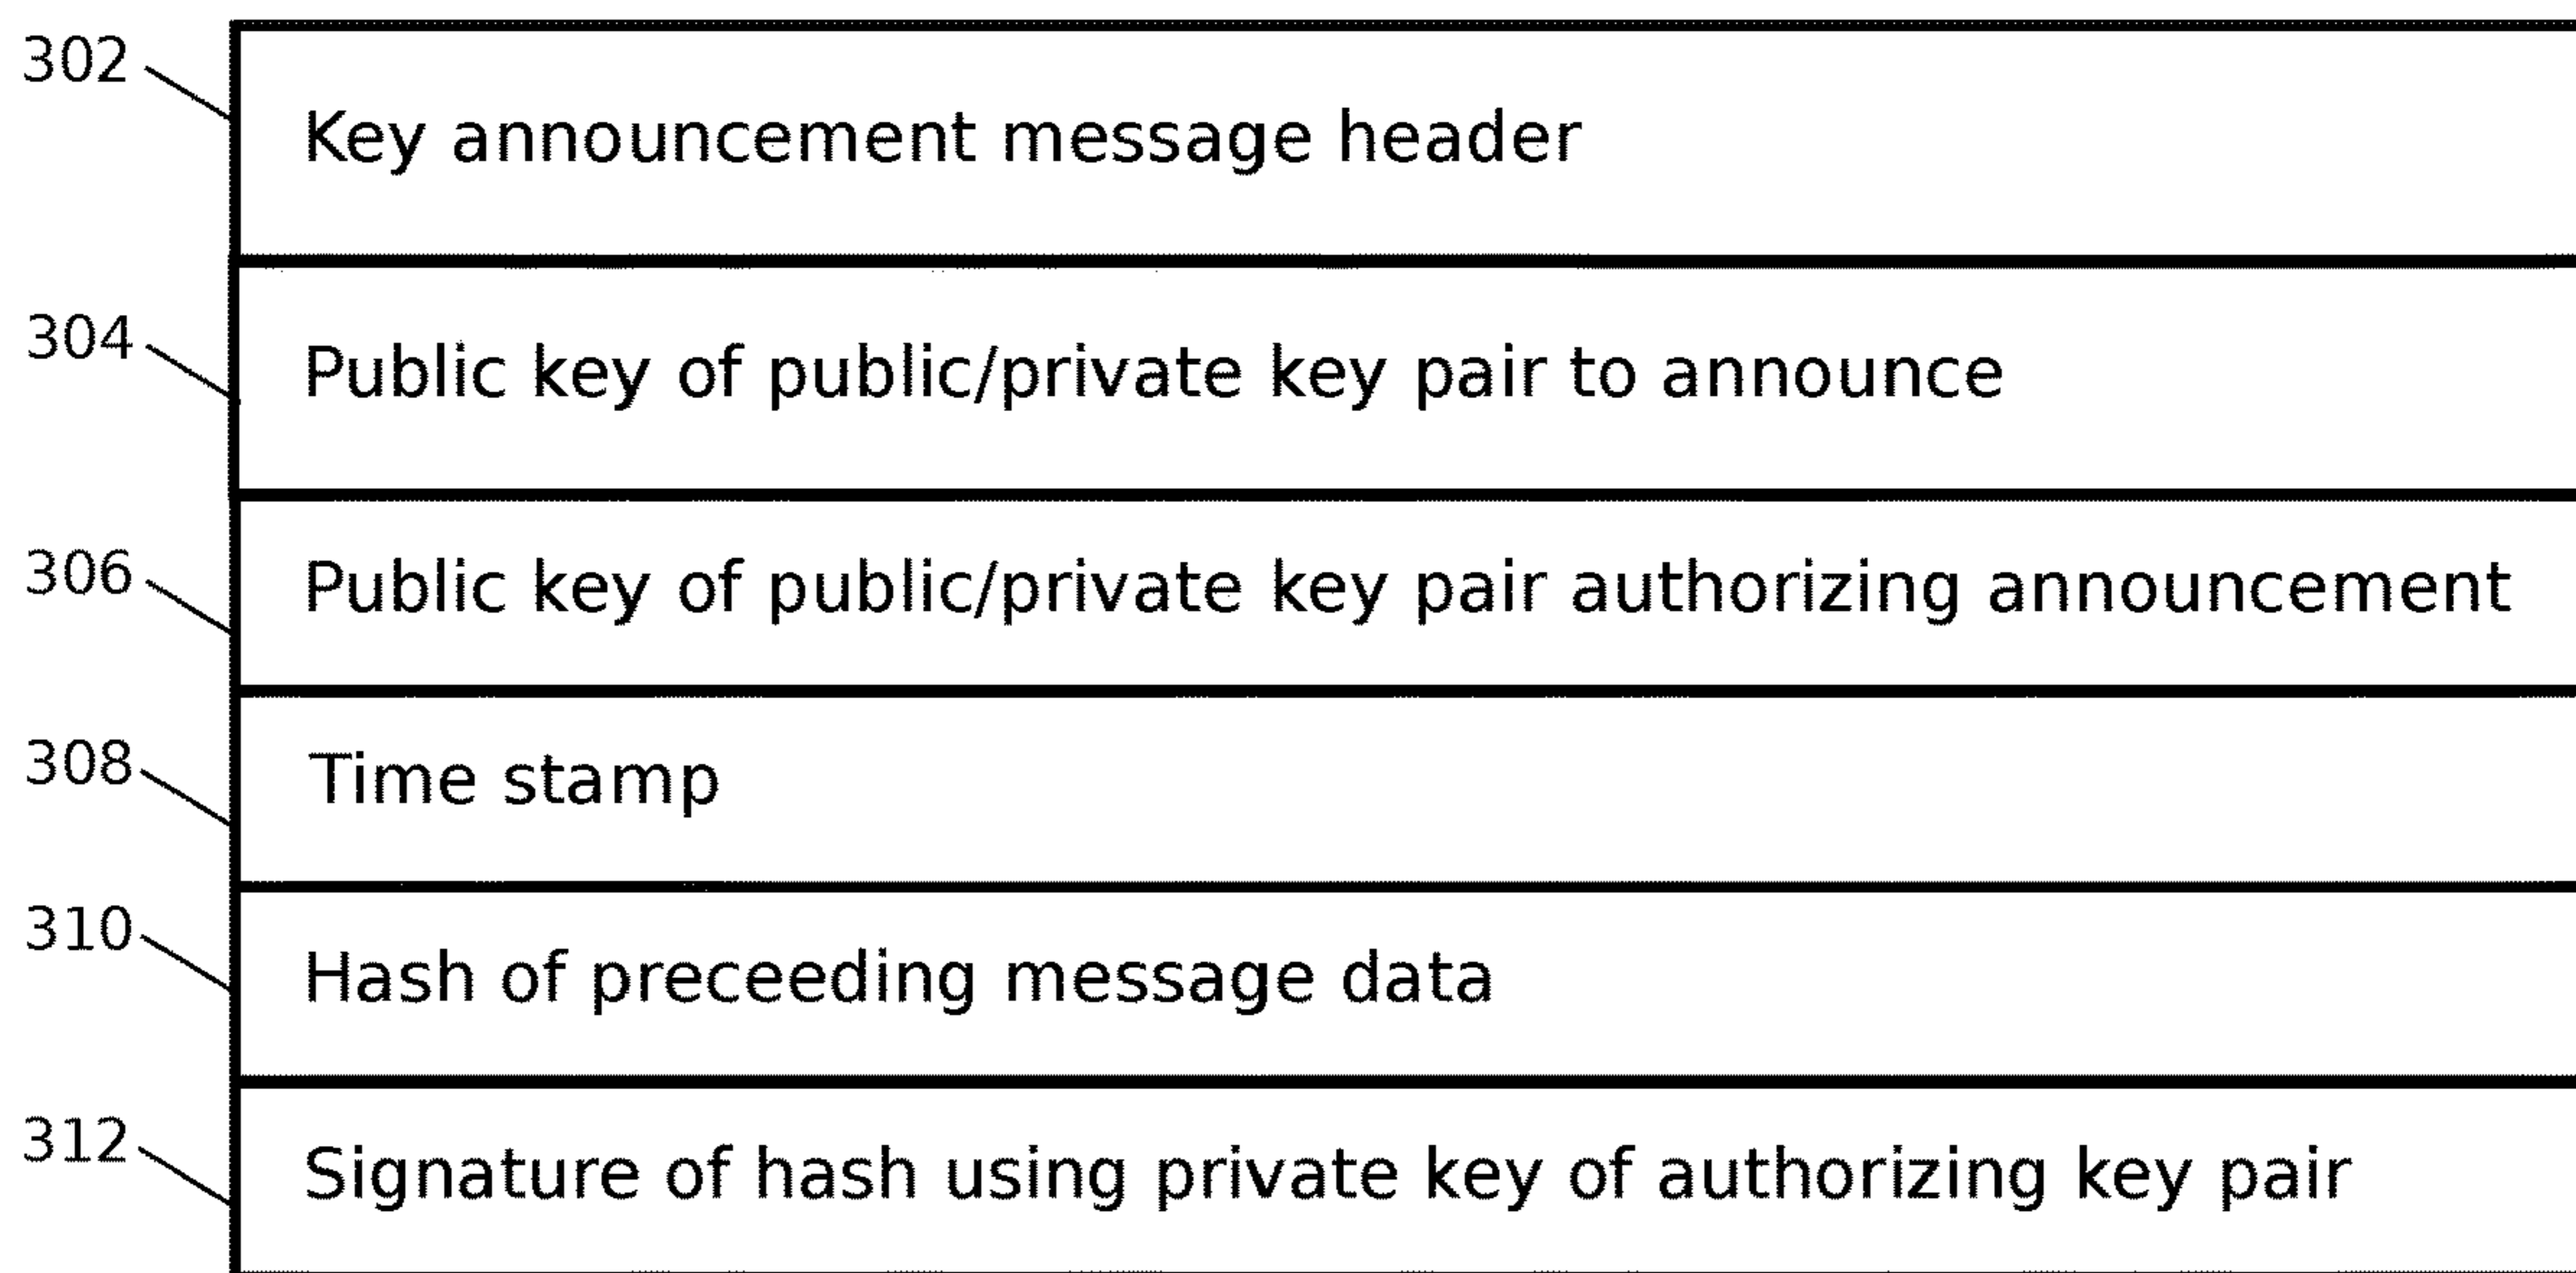 302
Key announcement message header
304
Public key of public/private key pair to announce
306
Public key of public/private key pair authorizing announcement
308
Time stamp
310
Hash of preceeding message data
312
Signature of hash using private key of authorizing key pair